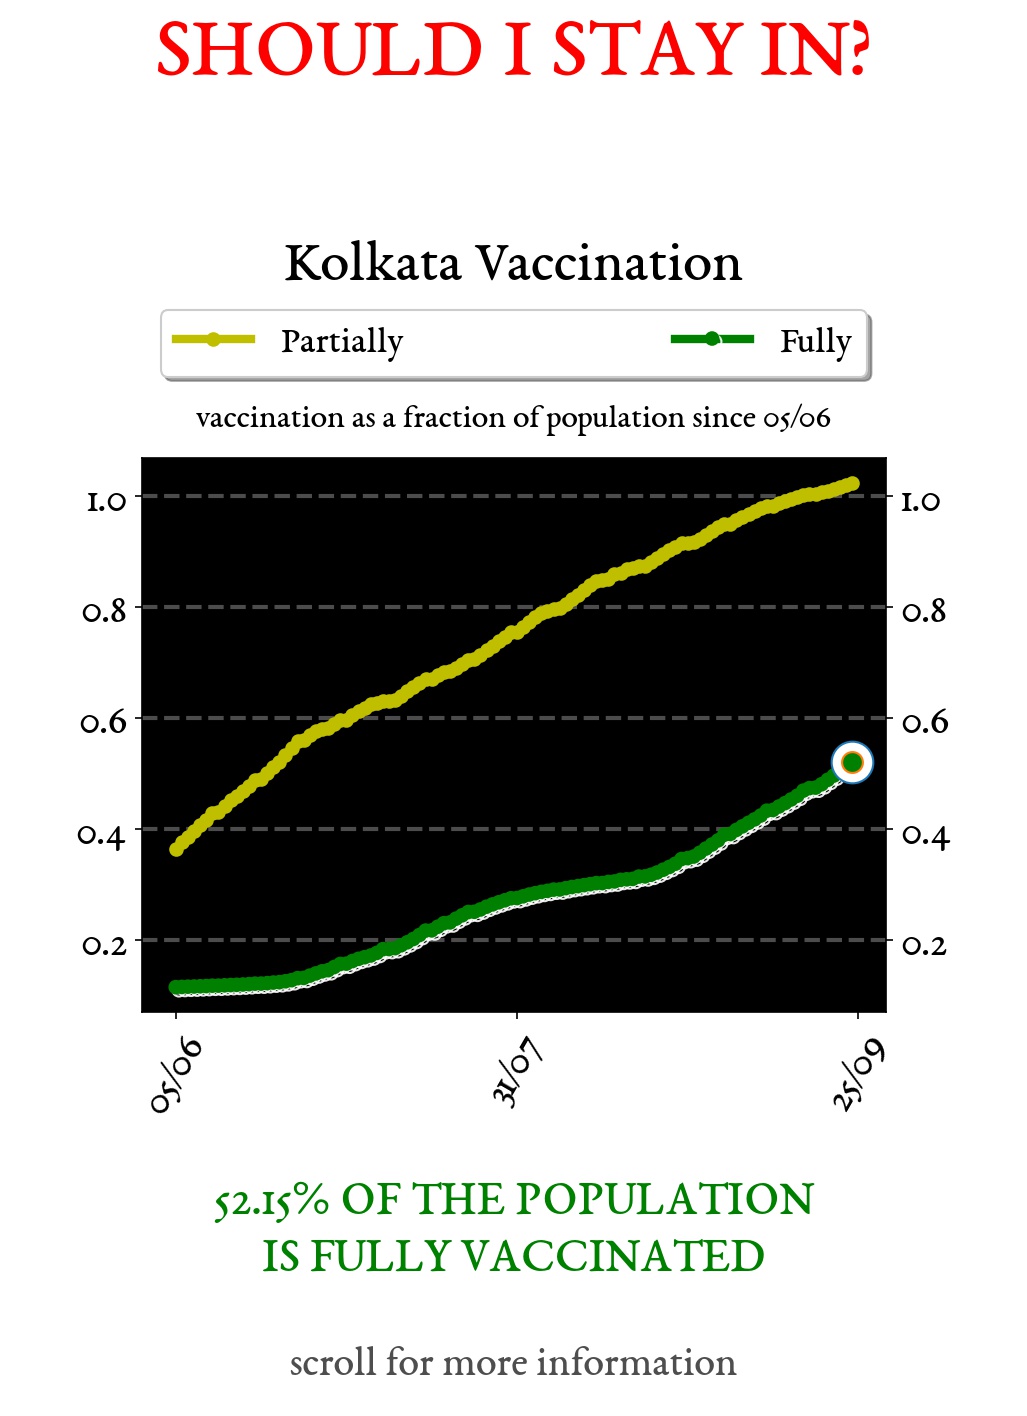 SHOULD I STAY IN?
Kolkata Vaccination
Partially Fully
vaccination as a fraction of population since 05/06
1.0 1.0
0.8 0.8
0.6 0.6
0.4 0.4
0.2 0.2
05/06 31/07 25/09
52.15% OF THE POPULATION
IS FULLY VACCINATED
scroll for more information